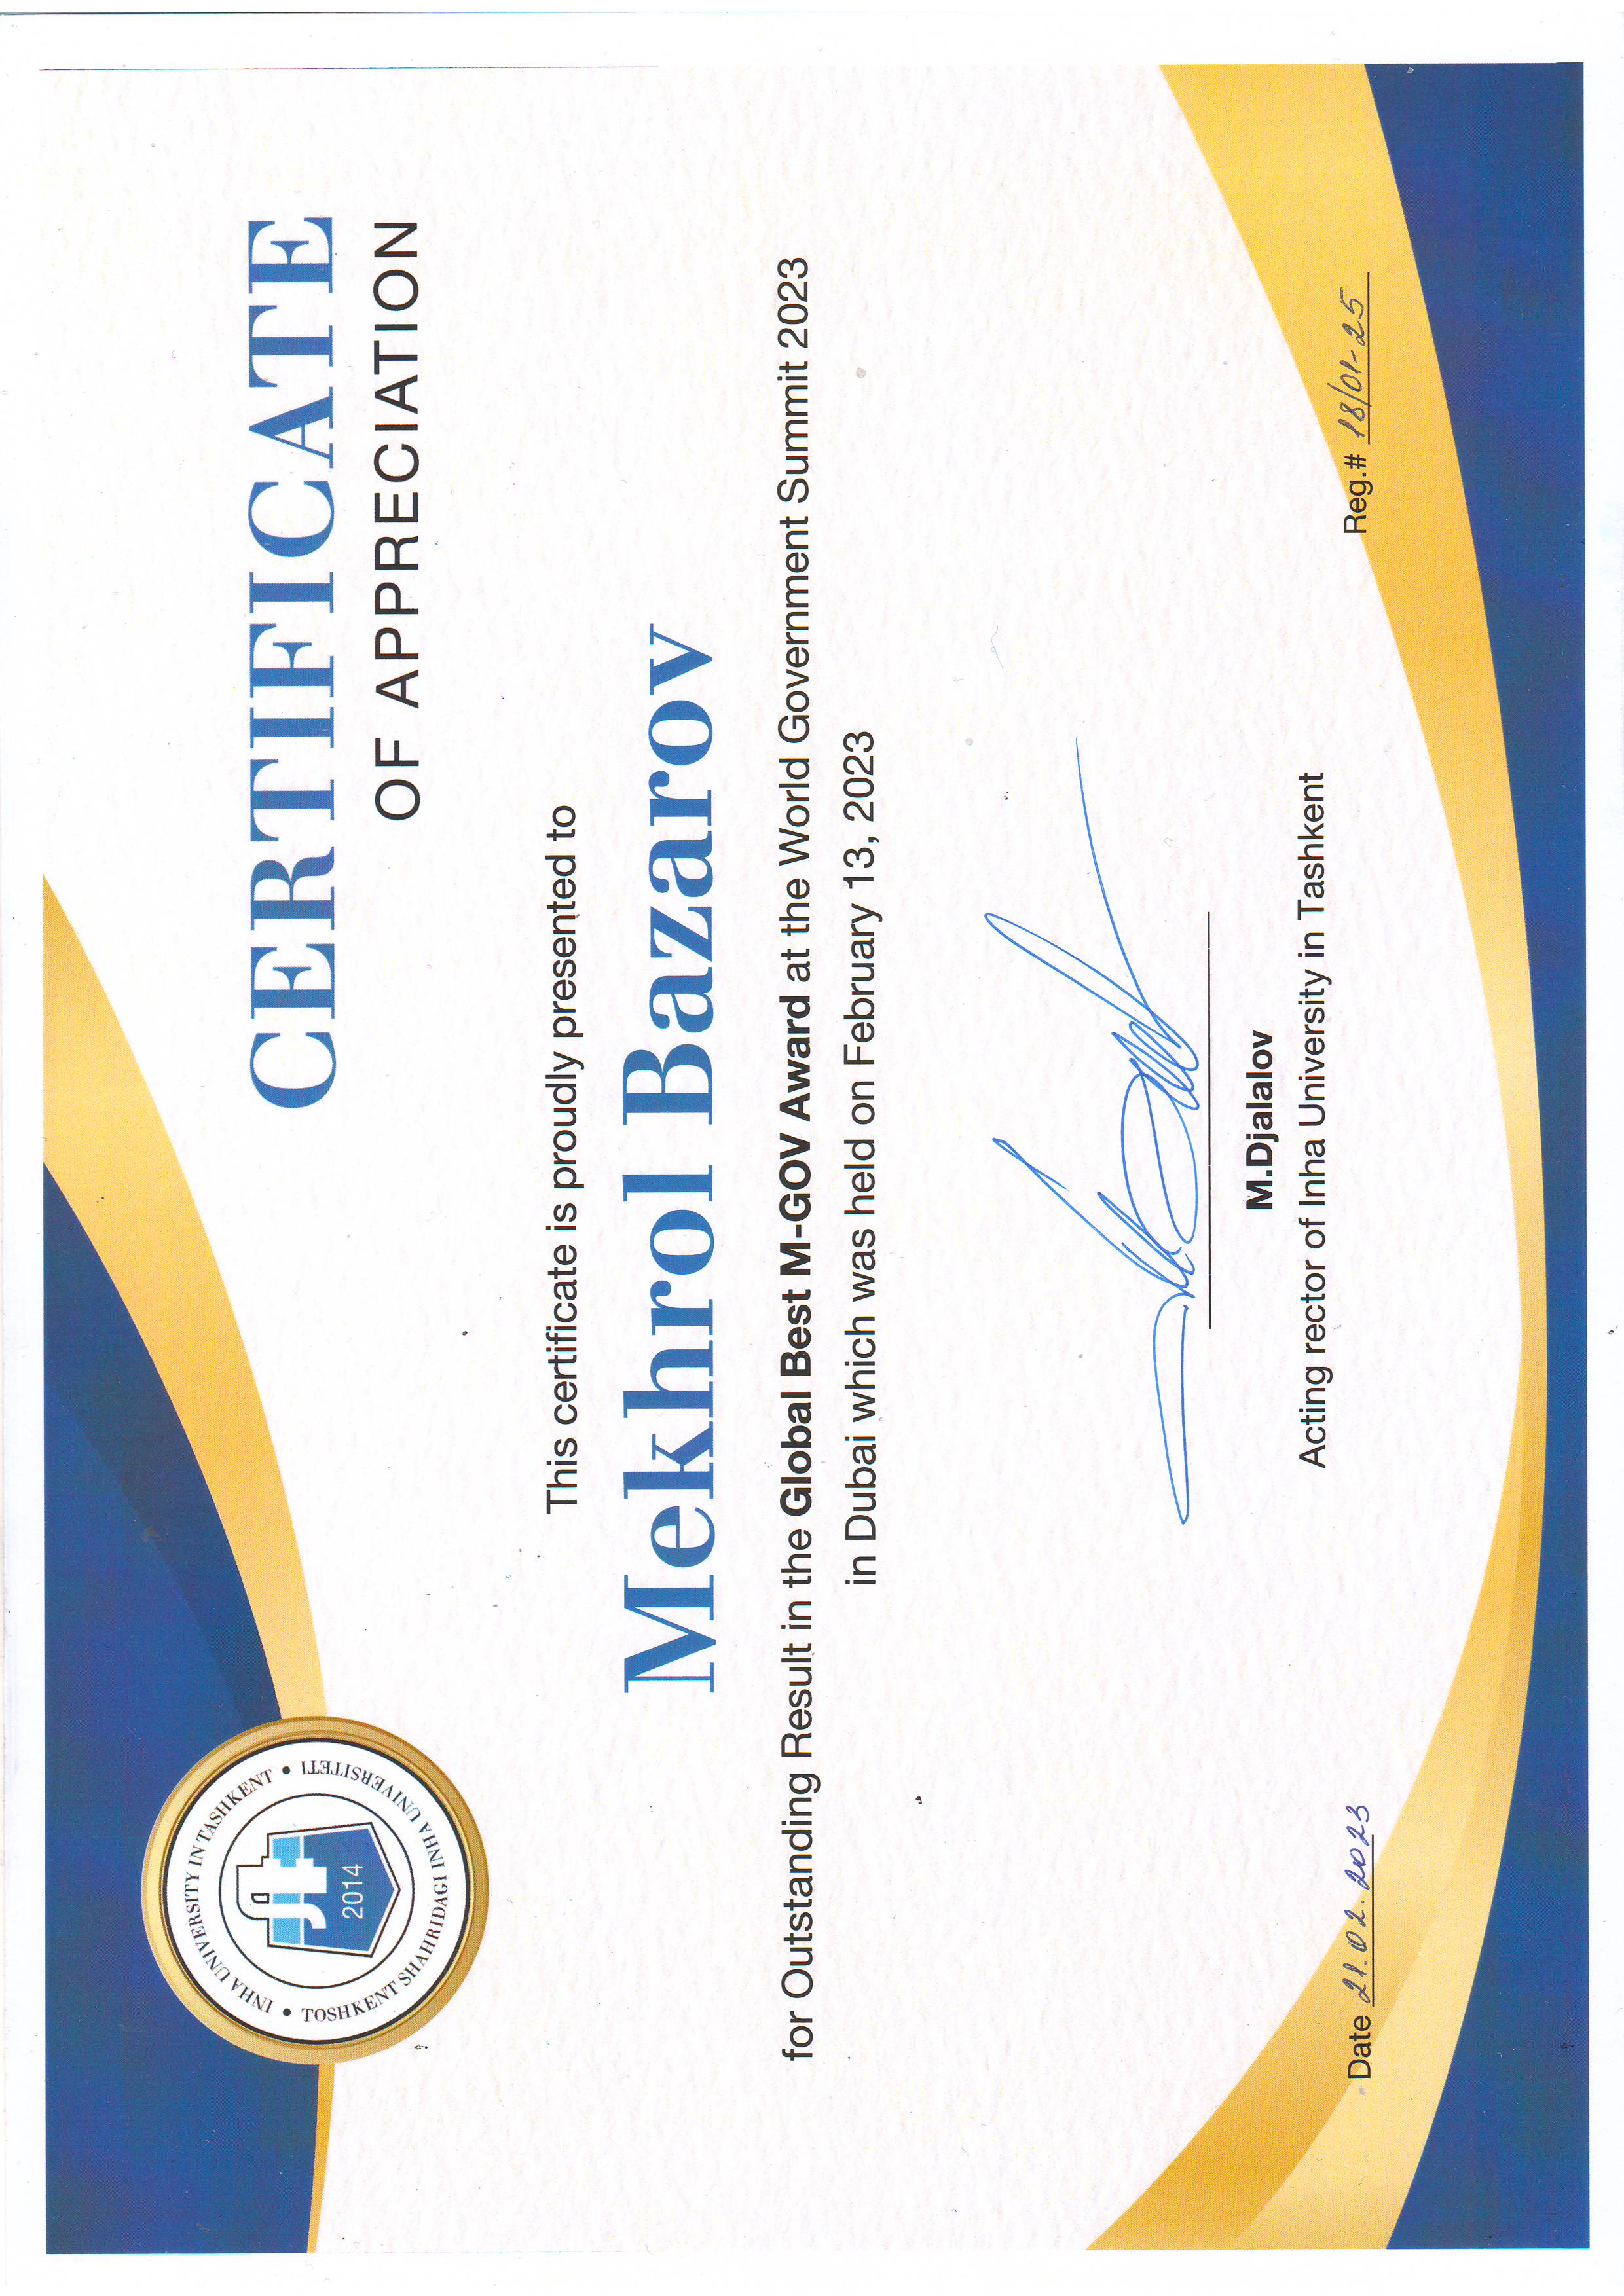 INHA UNIVERSITY IN TASHKENT
TOSHKENT SHAHRIDAGI INHA UNIVERSITETI
2014
CERTIFICATE
OF APPRECIATION
This certificate is proudly presented to
Mekhrol Bazarov
for Outstanding Result in the Global Best M-GOV Award at the World Government Summit 2023
in Dubai which was held on February 13, 2023
M.Djalalov
Acting rector of Inha University in Tashkent
Date 21.02.2023
Reg.# 18/01-25